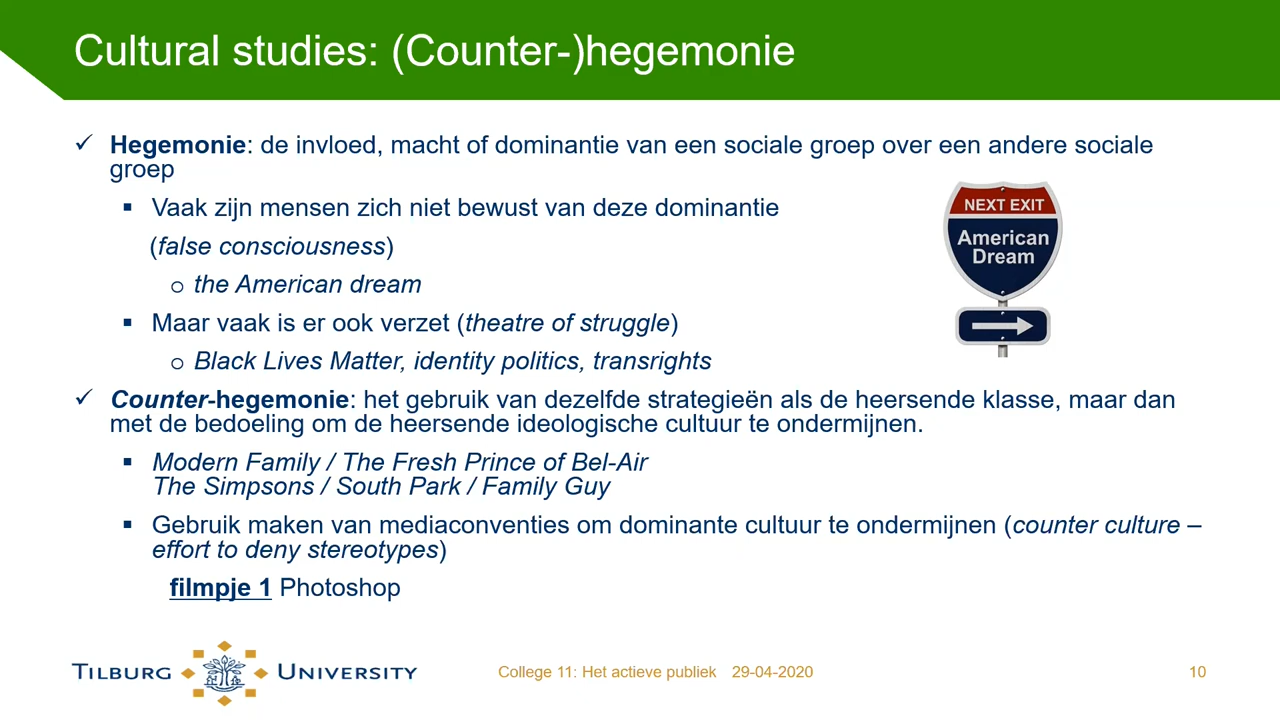 Cultural studies: (Counter-)hegemonie
✓ Hegemonie: de invloed, macht of dominantie van een sociale groep over een andere sociale
groep
▪ Vaak zijn mensen zich niet bewust van deze dominantie
(false consciousness)
o the American dream
▪ Maar vaak is er ook verzet (theatre of struggle)
o Black Lives Matter, identity politics, transrights
NEXT EXIT
American
Dream
✓ Counter-hegemonie: het gebruik van dezelfde strategieën als de heersende klasse, maar dan
met de bedoeling om de heersende ideologische cultuur te ondermijnen.
▪ Modern Family / The Fresh Prince of Bel-Air
The Simpsons / South Park / Family Guy
▪ Gebruik maken van mediaconventies om dominante cultuur te ondermijnen (counter culture –
effort to deny stereotypes)
filmpje 1 Photoshop
TILBURG UNIVERSITY
College 11: Het actieve publiek 29-04-2020
10